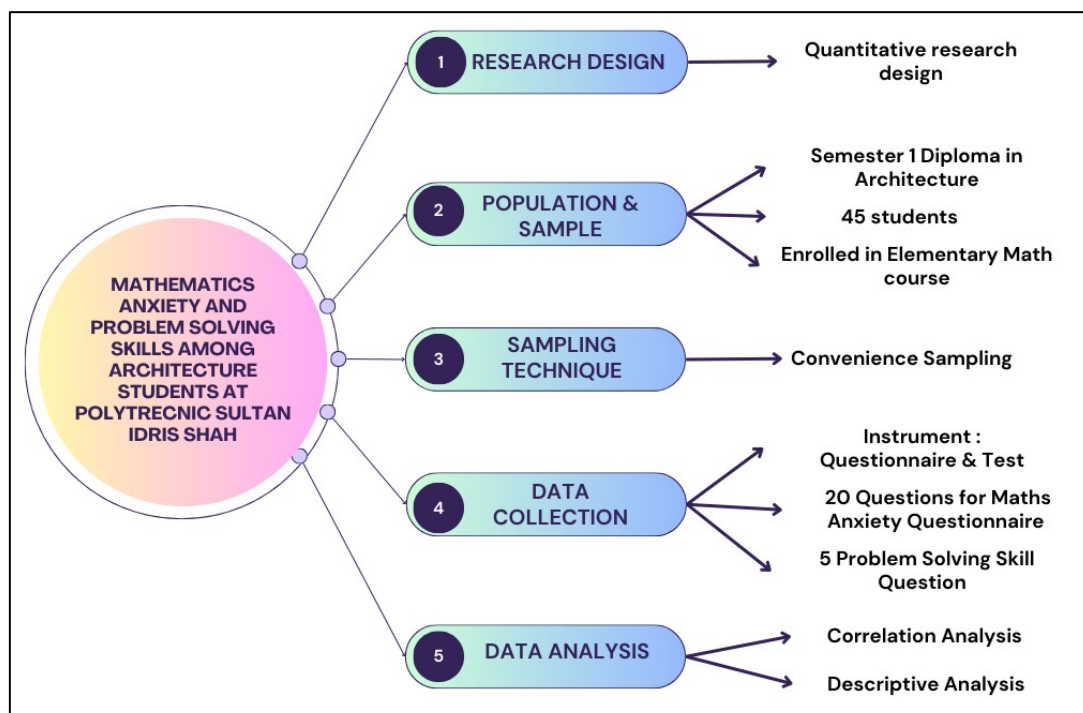 MATHEMATICS
ANXIETY AND
PROBLEM SOLVING
SKILLS AMONG
ARCHITECTURE
STUDENTS AT
POLYTRECNIC SULTAN
IDRIS SHAH
1
RESEARCH DESIGN
Quantitative research
design
2
POPULATION &
SAMPLE
Semester 1 Diploma in
Architecture
45 students
Enrolled in Elementary Math
course
3
SAMPLING
TECHNIQUE
Convenience Sampling
4
DATA
COLLECTION
Instrument :
Questionnaire & Test
20 Questions for Maths
Anxiety Questionnaire
5 Problem Solving Skill
Question
5
DATA ANALYSIS
Correlation Analysis
Descriptive Analysis